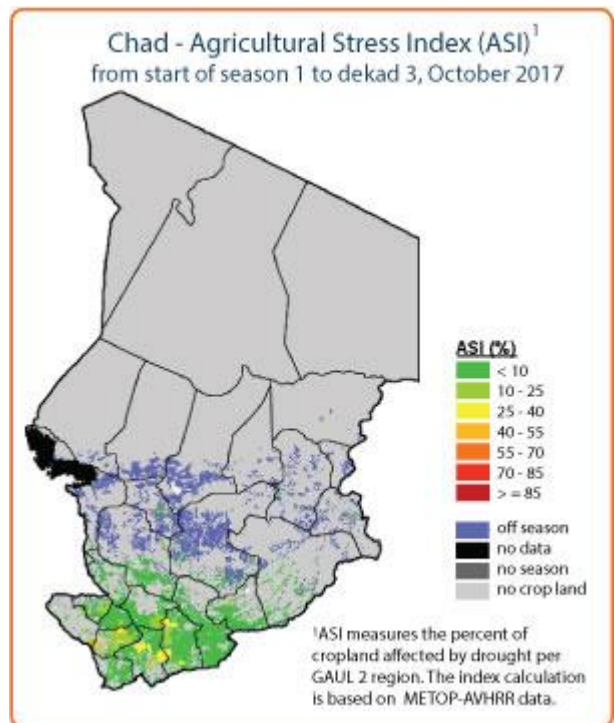 Chad - Agricultural Stress Index (ASI)¹
from start of season 1 to dekad 3, October 2017
ASI (%)
< 10
10 - 25
25 - 40
40 - 55
55 - 70
70 - 85
> = 85
off season
no data
no season
no crop land
¹ASI measures the percent of
cropland affected by drought per
GAUL 2 region. The index calculation
is based on METOP-AVHRR data.